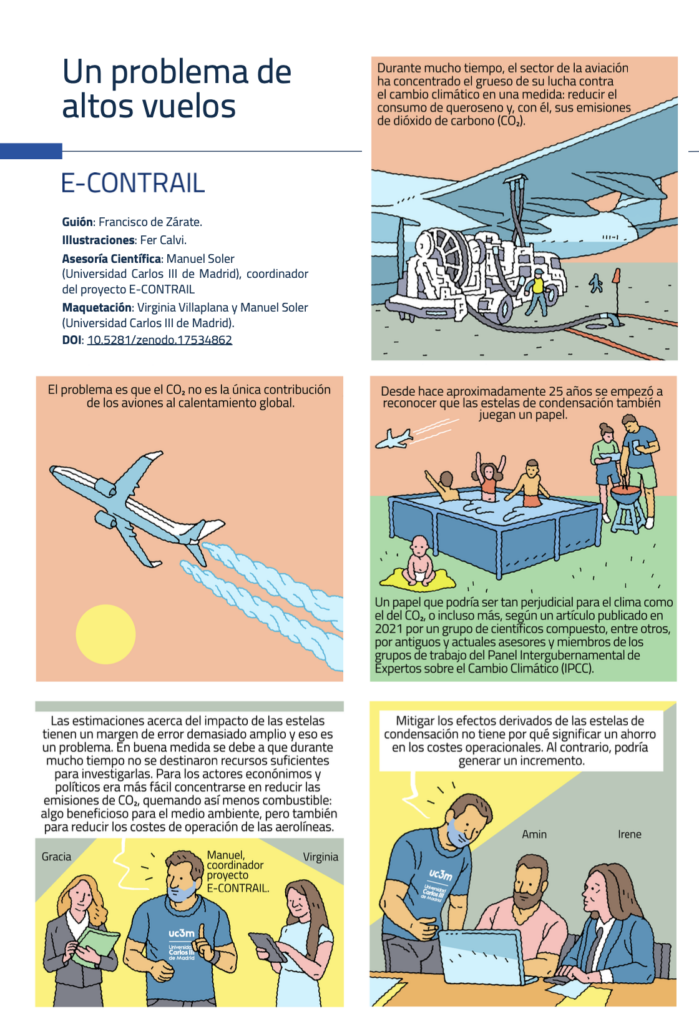 Un problema de
altos vuelos
E-CONTRAIL
Guión: Francisco de Zárate.
Illustraciones: Fer Calvi.
Asesoría Científica: Manuel Soler
(Universidad Carlos III de Madrid), coordinador
del proyecto E-CONTRAIL
Maquetación: Virginia Villaplana y Manuel Soler
(Universidad Carlos III de Madrid).
DOI: 10.5281/zenodo.17534862
Durante mucho tiempo, el sector de la aviación
ha concentrado el grueso de su lucha contra
el cambio climático en una medida: reducir el
consumo de queroseno y, con él, sus emisiones
de dióxido de carbono (CO₂).
El problema es que el CO₂ no es la única contribución
de los aviones al calentamiento global.
Desde hace aproximadamente 25 años se empezó a
reconocer que las estelas de condensación también
juegan un papel.
Un papel que podría ser tan perjudicial para el clima como
el del CO₂, o incluso más, según un artículo publicado en
2021 por un grupo de científicos compuesto, entre otros,
por antiguos y actuales asesores y miembros de los
grupos de trabajo del Panel Intergubernamental de
Expertos sobre el Cambio Climático (IPCC).
Las estimaciones acerca del impacto de las estelas
tienen un margen de error demasiado amplio y eso es
un problema. En buena medida se debe a que durante
mucho tiempo no se destinaron recursos suficientes
para investigarlas. Para los actores econónimos y
políticos era más fácil concentrarse en reducir las
emisiones de CO₂, quemando así menos combustible:
algo beneficioso para el medio ambiente, pero también
para reducir los costes de operación de las aerolíneas.
Gracia
Manuel,
coordinador
proyecto
E-CONTRAIL.
Virginia
uc3m
Universidad
Carlos III
de Madrid
Mitigar los efectos derivados de las estelas de
condensación no tiene por qué significar un ahorro
en los costes operacionales. Al contrario, podría
generar un incremento.
Amin
Irene
uc3m
Universidad
Carlos III
de Madrid